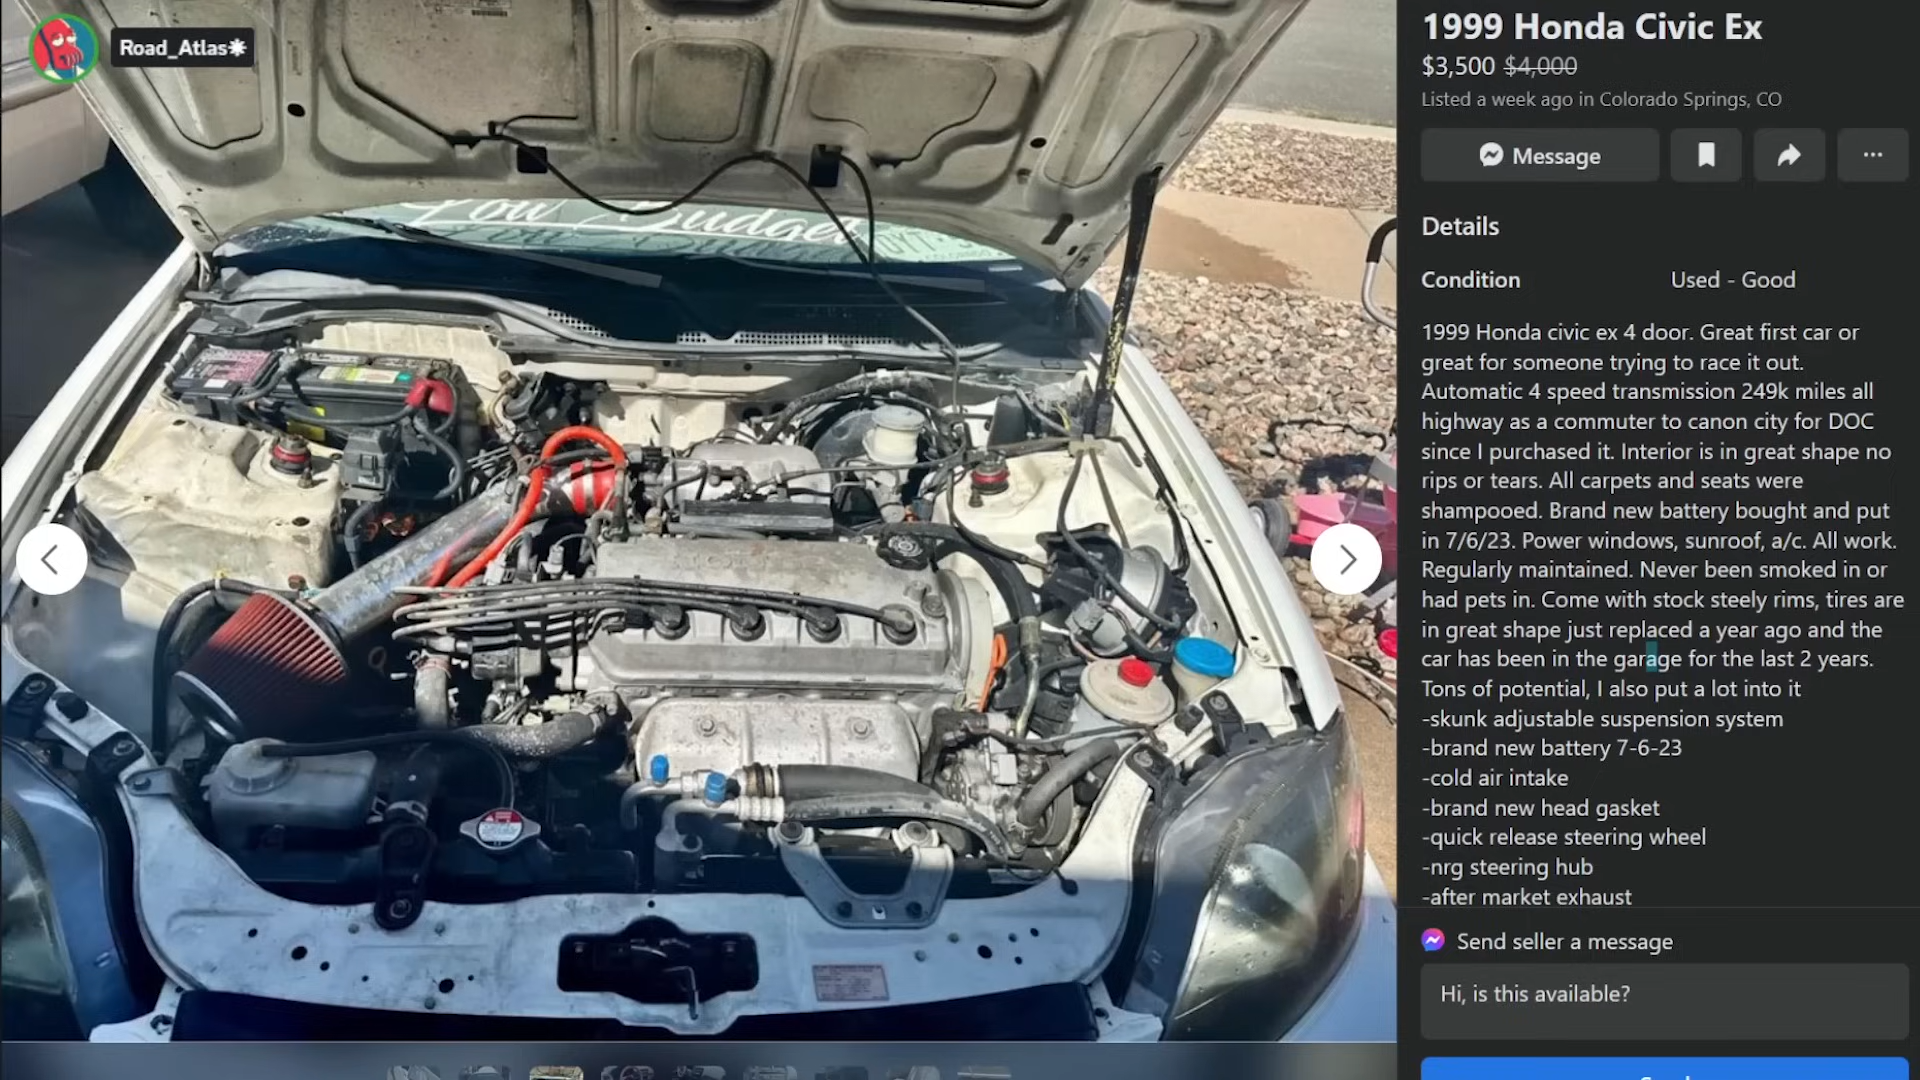 Road_Atlas
Low Budget
1999 Honda Civic Ex
$3,500 $4,000
Listed a week ago in Colorado Springs, CO
Message
Details
Condition Used - Good
1999 Honda civic ex 4 door. Great first car or
great for someone trying to race it out.
Automatic 4 speed transmission 249k miles all
highway as a commuter to canon city for DOC
since I purchased it. Interior is in great shape no
rips or tears. All carpets and seats were
shampooed. Brand new battery bought and put
in 7/6/23. Power windows, sunroof, a/c. All work.
Regularly maintained. Never been smoked in or
had pets in. Come with stock steely rims, tires are
in great shape just replaced a year ago and the
car has been in the garage for the last 2 years.
Tons of potential, I also put a lot into it
-skunk adjustable suspension system
-brand new battery 7-6-23
-cold air intake
-brand new head gasket
-quick release steering wheel
-nrg steering hub
-after market exhaust
Send seller a message
Hi, is this available?